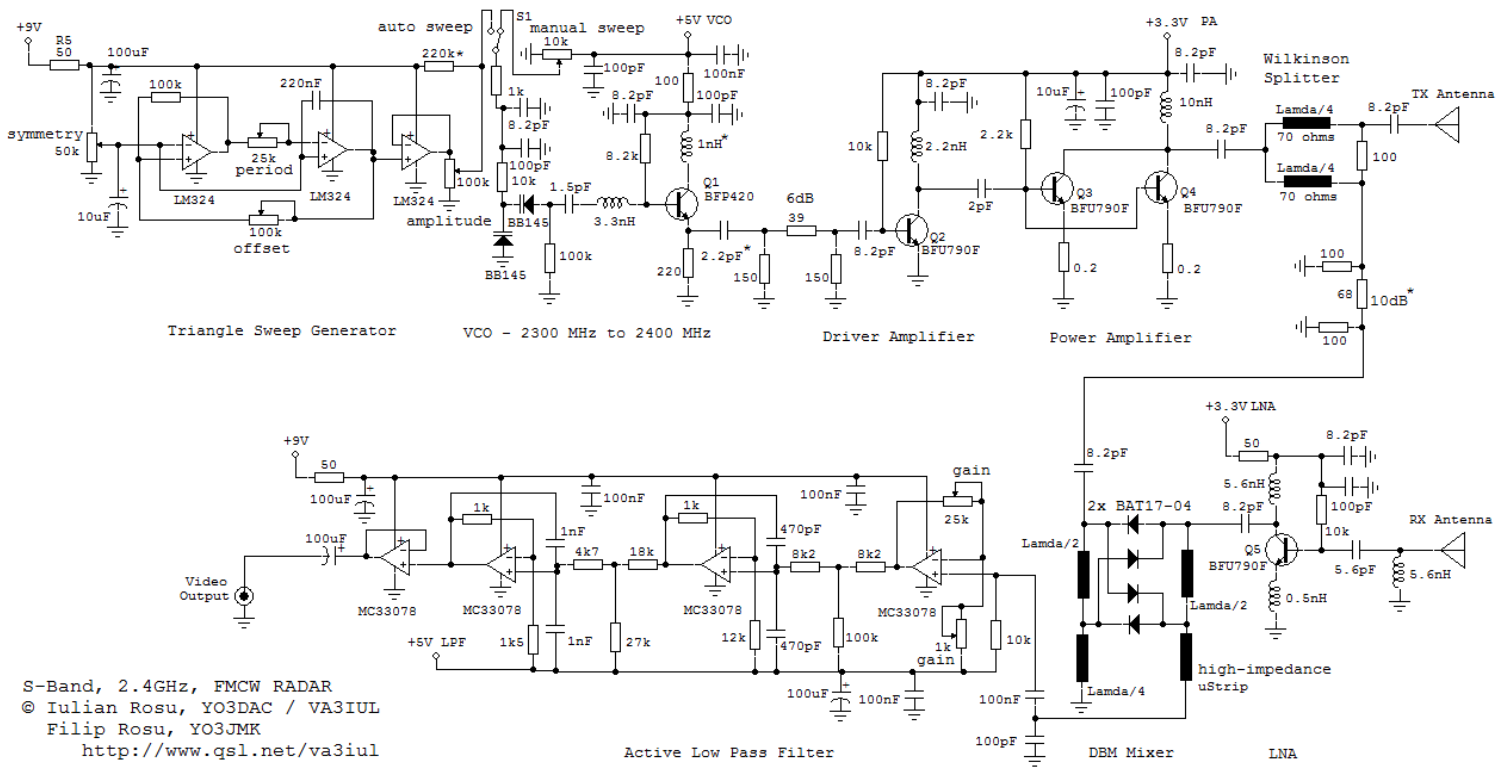 +9V
R5
50
100uF
auto sweep
S1
manual sweep
10k
220k*
+5V VCO
100pF
100nF
100
100pF
100k
220nF
1k
8.2pF
8.2pF
100pF
symmetry
50k
25k
period
LM324
LM324
LM324
100k
10uF
100k
offset
amplitude
10k
BB145
BB145
1.5pF
3.3nH
100k
8.2k
1nH*
Q1
BFP420
2.2pF*
220
6dB
39
150
150
8.2pF
10k
8.2pF
2.2nH
Q2
BFU790F
2pF
+3.3V PA
8.2pF
10uF
100pF
10nH
2.2k
Q3
BFU790F
Q4
BFU790F
0.2
0.2
8.2pF
Wilkinson
Splitter
Lamda/4
70 ohms
Lamda/4
70 ohms
8.2pF
TX Antenna
100
100
68
10dB*
100
Triangle Sweep Generator
VCO - 2300 MHz to 2400 MHz
Driver Amplifier
Power Amplifier
+9V
50
100uF
100uF
Video
Output
MC33078
MC33078
1k
1nF
1nF
1k5
+5V LPF
4k7
18k
27k
100nF
1k
470pF
MC33078
12k
470pF
8k2
8k2
100k
100nF
gain
25k
MC33078
1k
gain
10k
100uF
100nF
100nF
100pF
8.2pF
2x BAT17-04
Lamda/2
Lamda/2
Lamda/4
high-impedance
uStrip
+3.3V LNA
50
8.2pF
5.6nH
100pF
8.2pF
10k
Q5
BFU790F
0.5nH
5.6pF
RX Antenna
5.6nH
S-Band, 2.4GHz, FMCW RADAR
© Iulian Rosu, YO3DAC / VA3IUL
Filip Rosu, YO3JMK
http://www.qsl.net/va3iul
Active Low Pass Filter
DBM Mixer
LNA